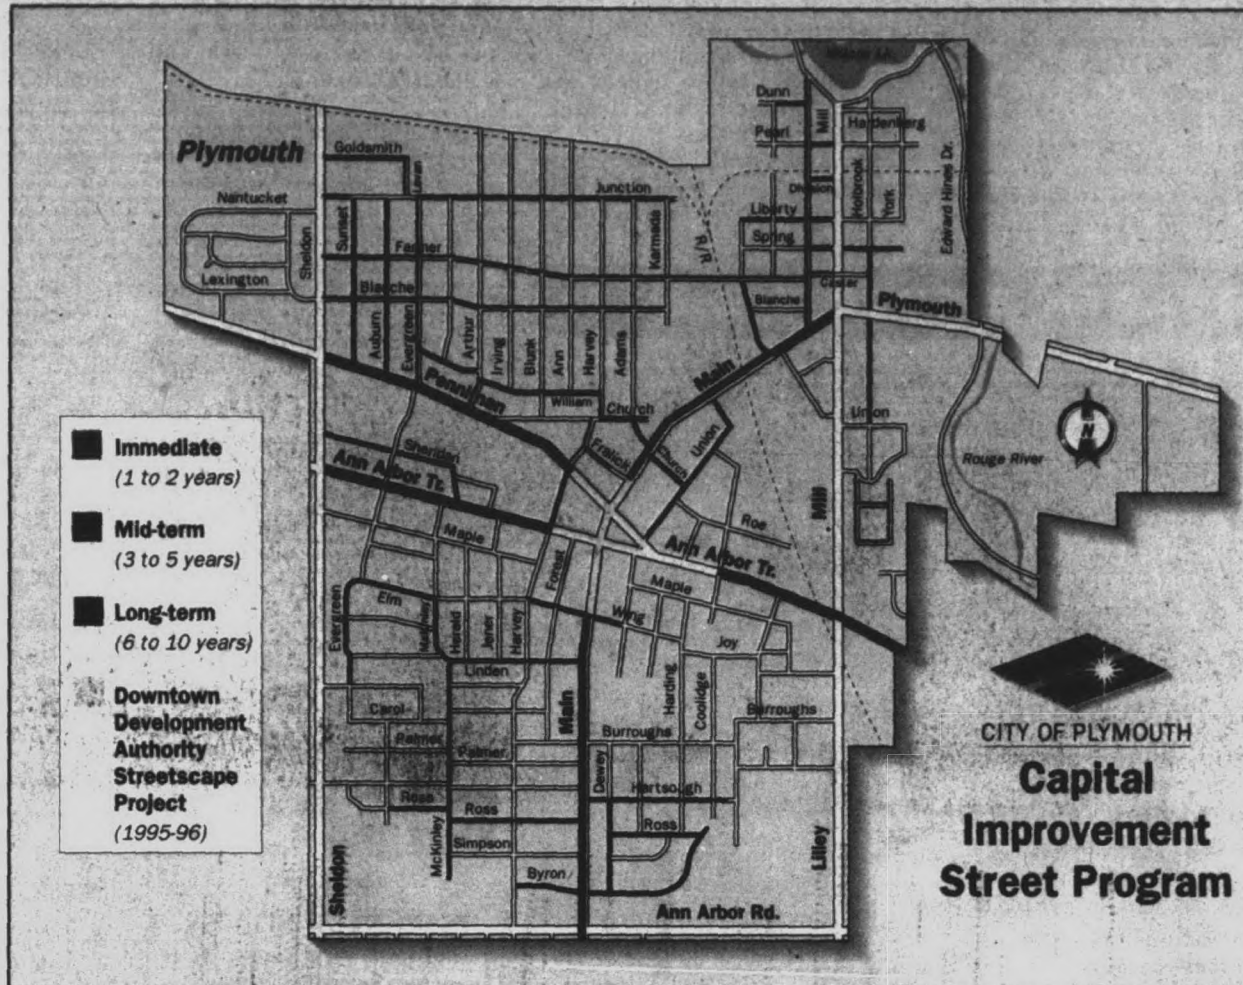 Plymouth
Goldsmith
Nantucket
Sheldon
Lexington
Sunset
Junction
Farmer
Karmada
Blanche
Auburn
Evergreen
Arthur
Irving
Blunk
Ann
Harvey
Adams
William
Church
Penniman
Main
R/R
Dunn
Pearl
Mill
Hardenberg
Division
Holbrook
York
Edward Hines Dr.
Liberty
Spring
Caster
Blanche
Plymouth
Union
Rouge River
N
Sheridan
Ann Arbor Tr.
Fralick
Church
Union
Roe
Mill
Ann Arbor Tr.
Maple
Forest
Maple
Wing
Joy
Evergreen
Elm
McKinley
Herald
Jener
Harvey
Linden
Main
Harding
Coolidge
Burroughs
Burroughs
Carol
Palmer
Palmer
Dewey
Hartsough
Ross
Ross
Ross
Simpson
McKinley
Byron
Sheldon
Lilley
Ann Arbor Rd.
Immediate
(1 to 2 years)
Mid-term
(3 to 5 years)
Long-term
(6 to 10 years)
Downtown
Development
Authority
Streetscape
Project
(1995-96)
CITY OF PLYMOUTH
Capital
Improvement
Street Program